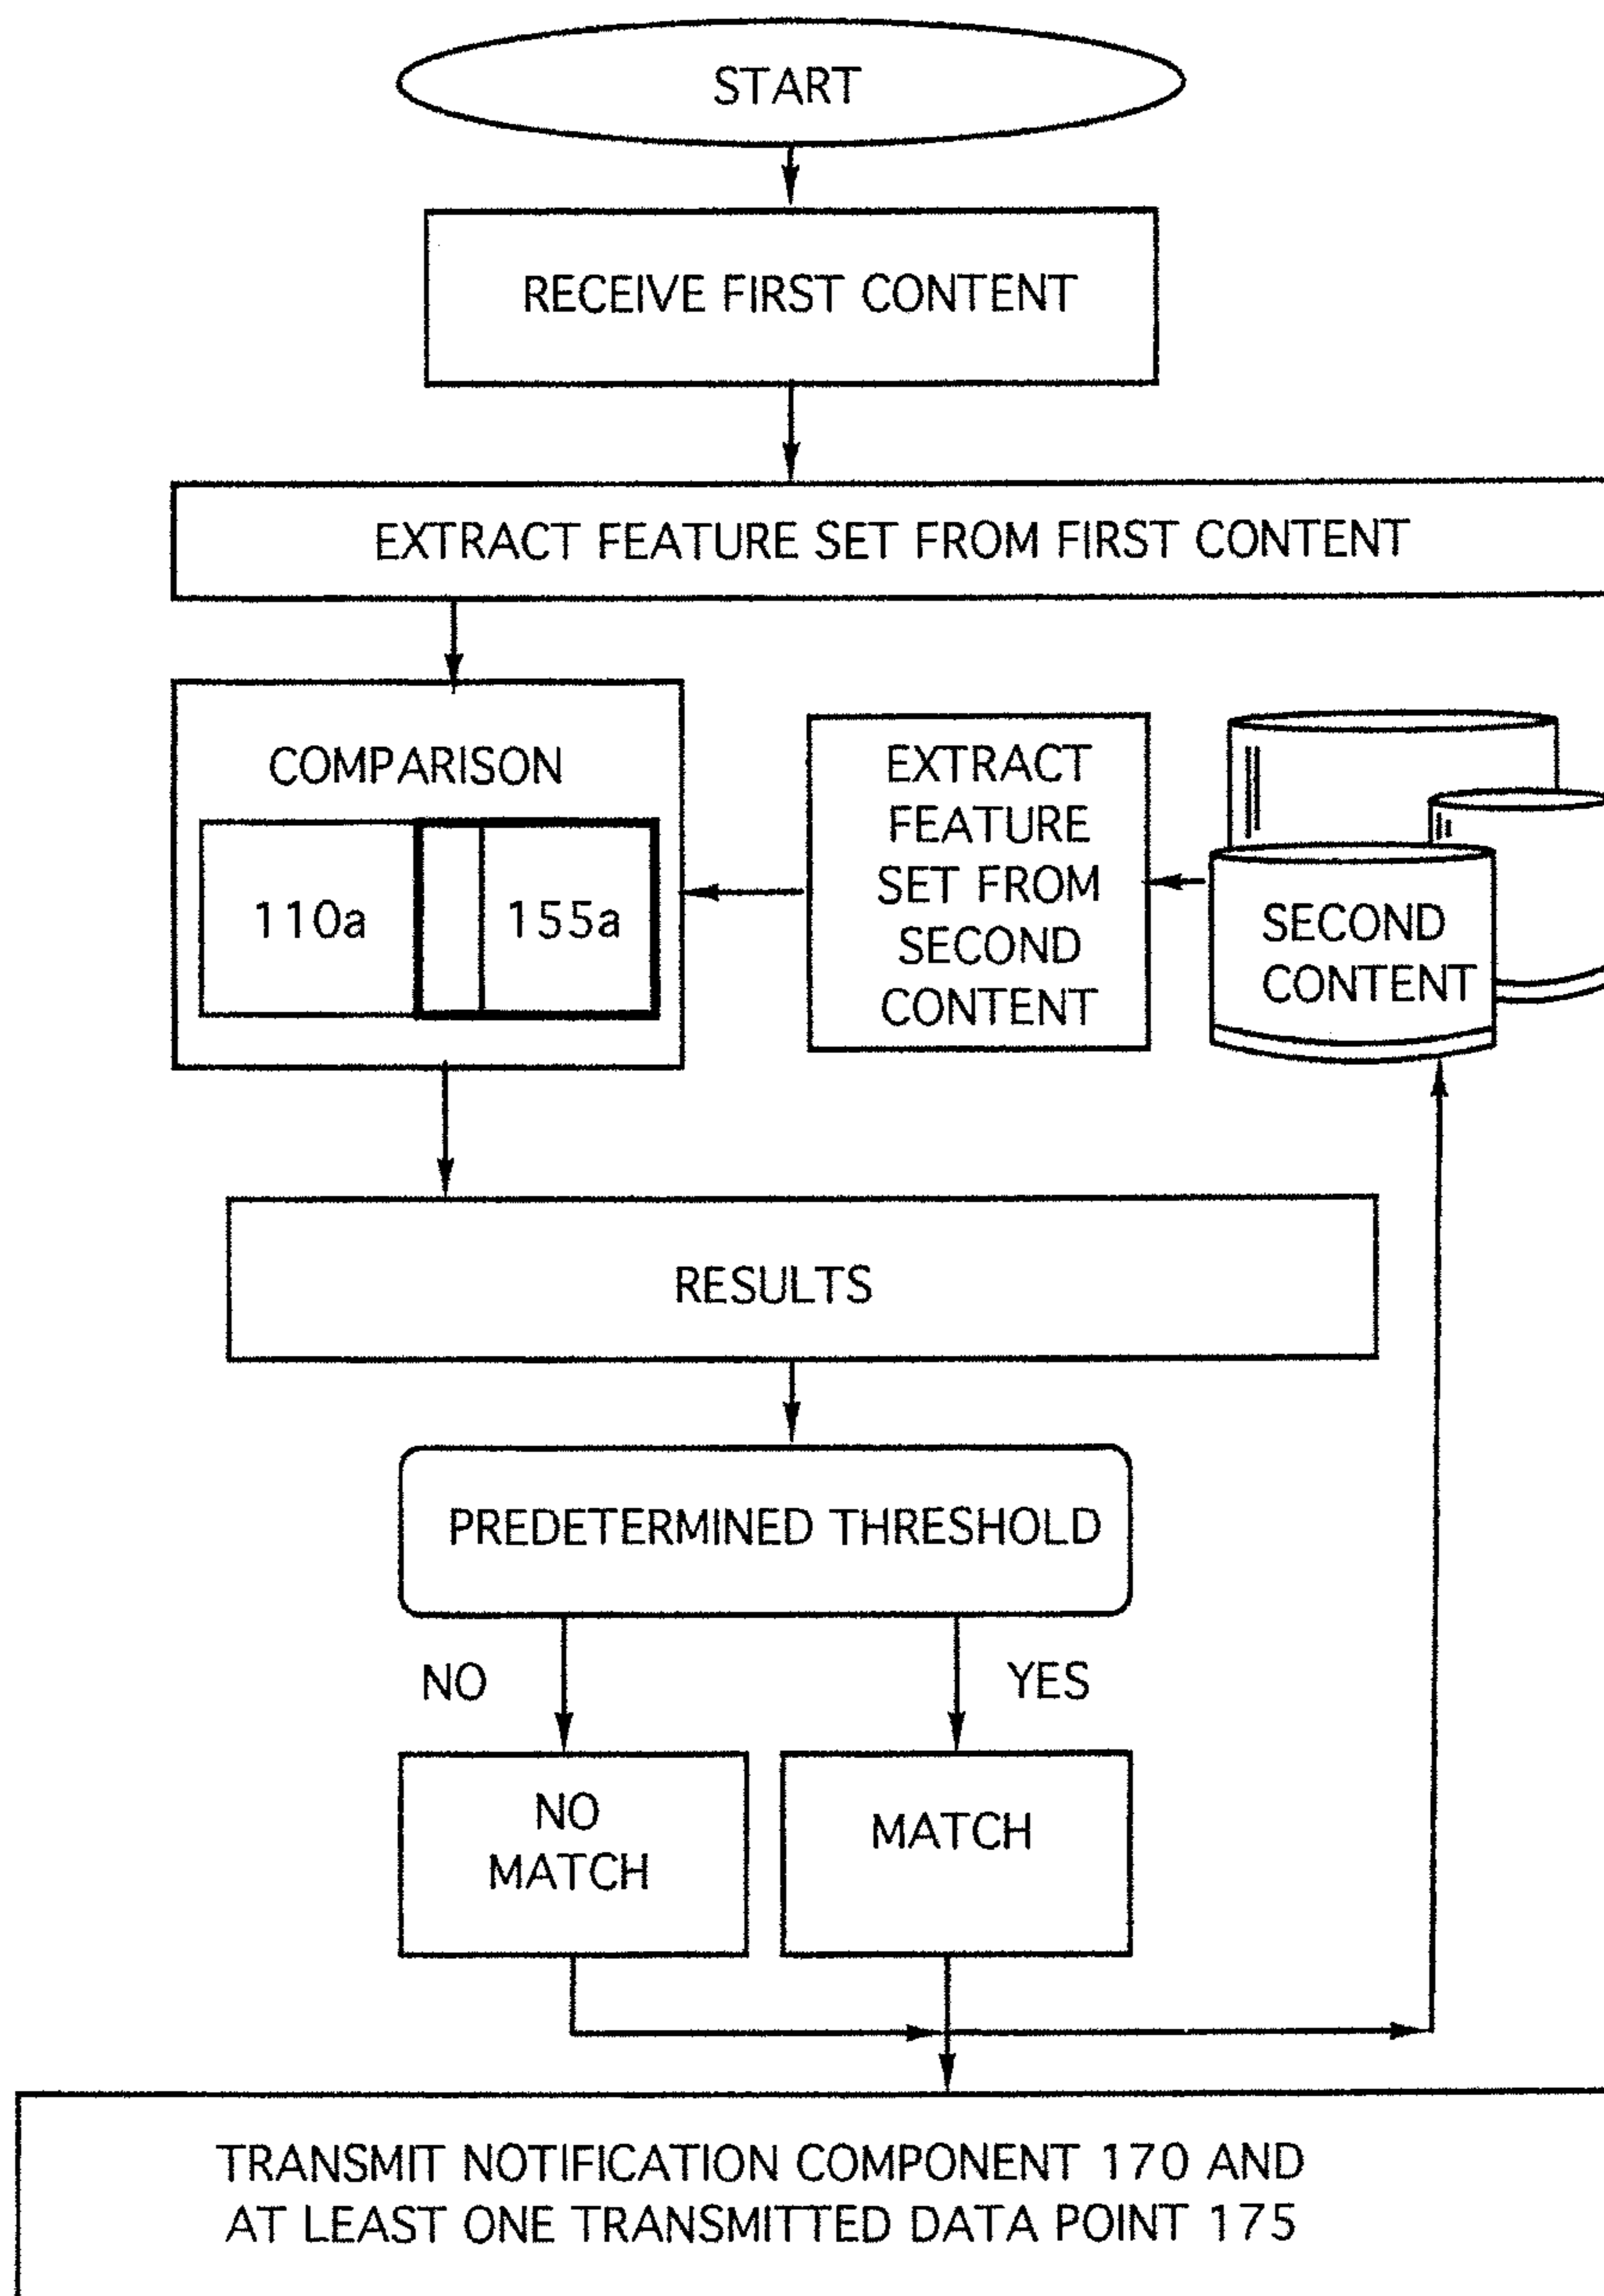 START
RECEIVE FIRST CONTENT
EXTRACT FEATURE SET FROM FIRST CONTENT
COMPARISON
110a
155a
EXTRACT
FEATURE
SET FROM
SECOND
CONTENT
SECOND
CONTENT
RESULTS
PREDETERMINED THRESHOLD
NO
YES
NO
MATCH
MATCH
TRANSMIT NOTIFICATION COMPONENT 170 AND
AT LEAST ONE TRANSMITTED DATA POINT 175